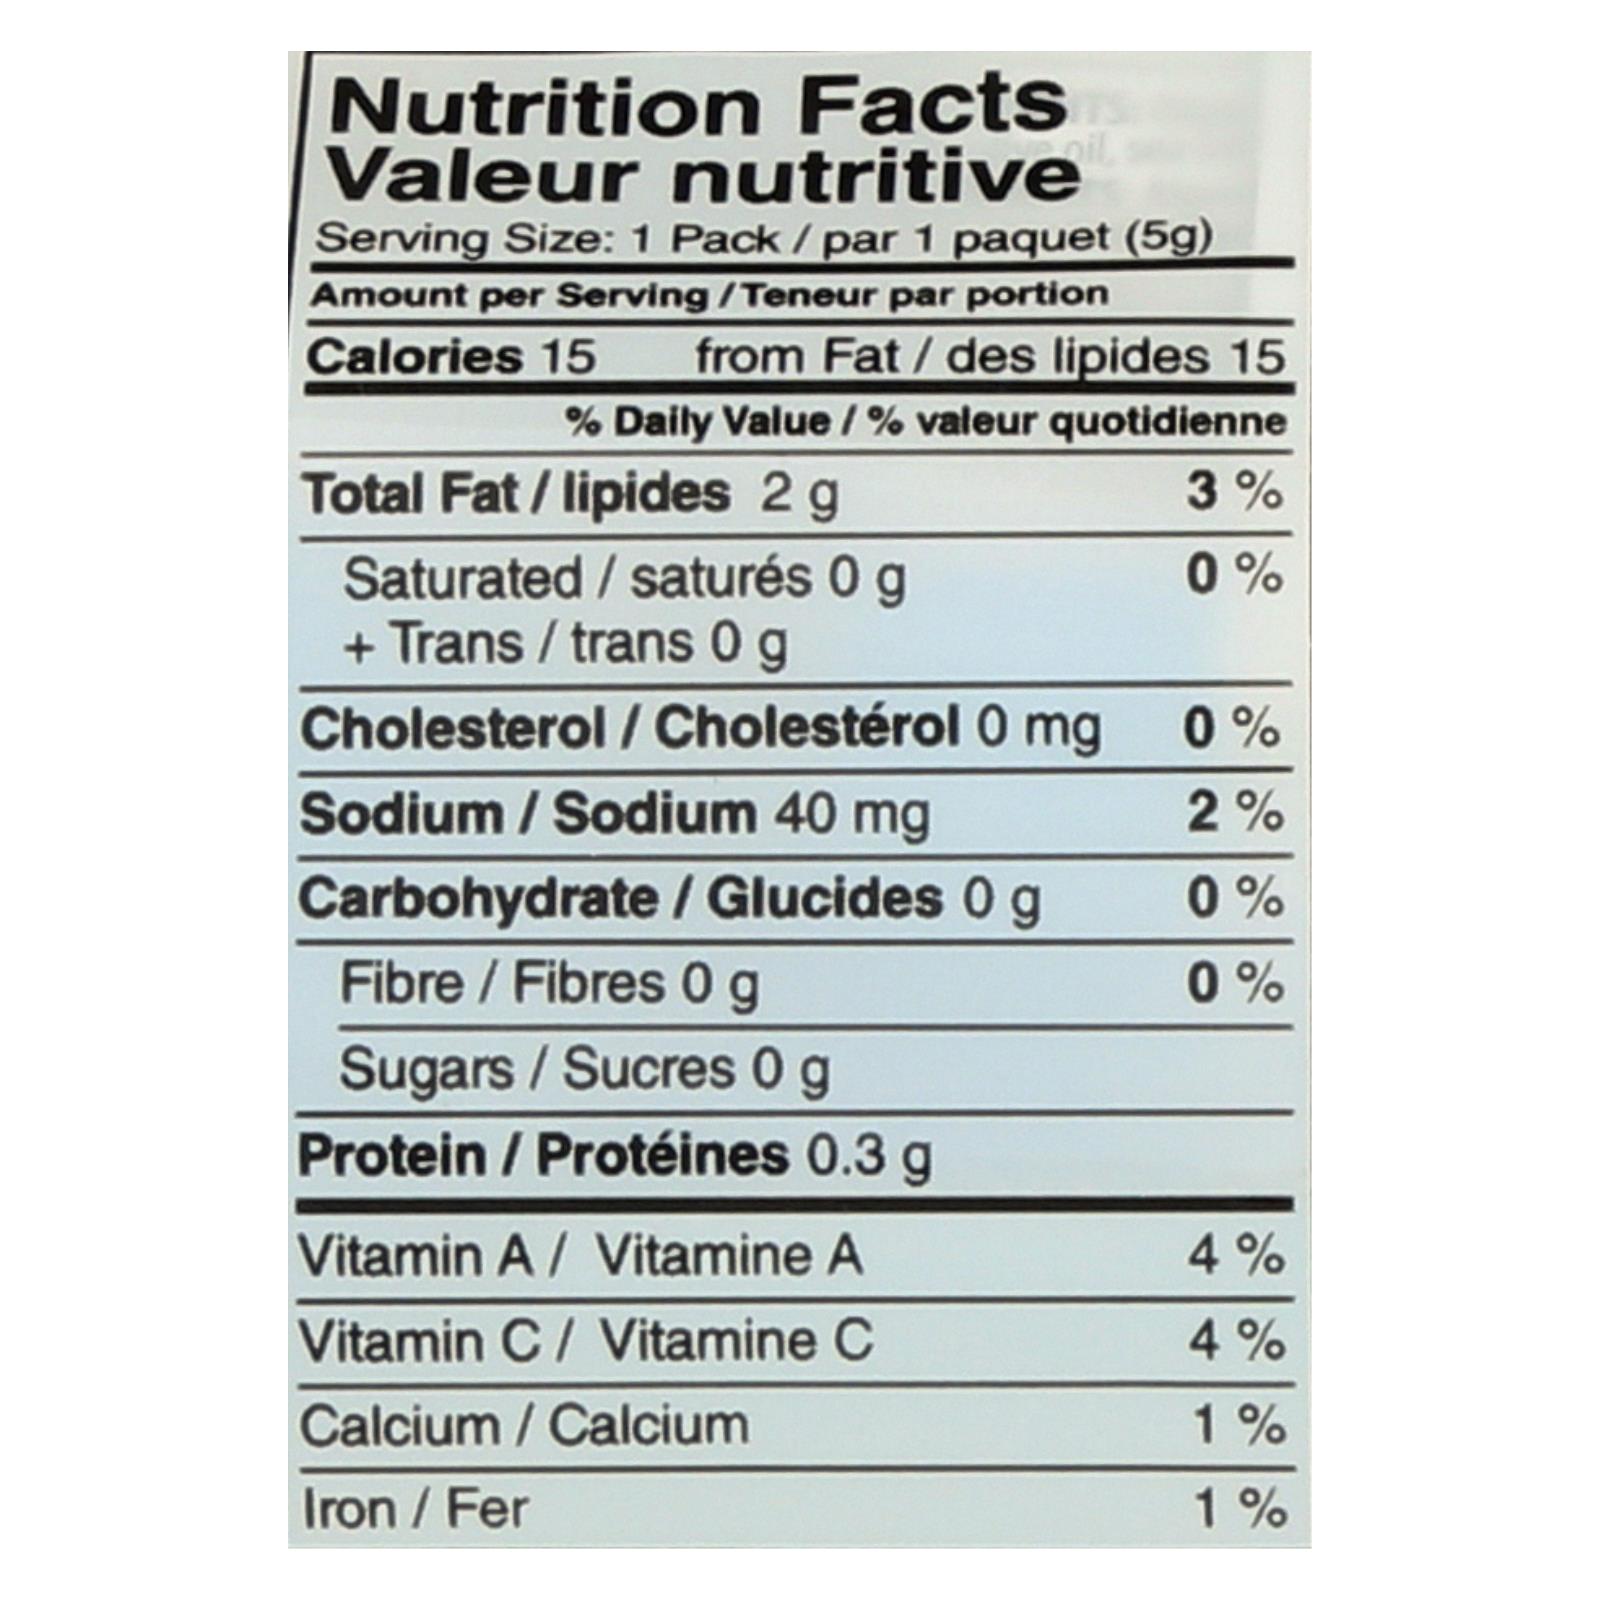 Nutrition Facts
Valeur nutritive
Serving Size: 1 Pack / par 1 paquet (5g)
Amount per Serving / Teneur par portion
Calories 15 from Fat / des lipides 15
% Daily Value / % valeur quotidienne
Total Fat / lipides 2 g 3 %
Saturated / saturés 0 g 0 %
+ Trans / trans 0 g
Cholesterol / Cholestérol 0 mg 0 %
Sodium / Sodium 40 mg 2 %
Carbohydrate / Glucides 0 g 0 %
Fibre / Fibres 0 g 0 %
Sugars / Sucres 0 g
Protein / Protéines 0.3 g
Vitamin A / Vitamine A 4 %
Vitamin C / Vitamine C 4 %
Calcium / Calcium 1 %
Iron / Fer 1 %